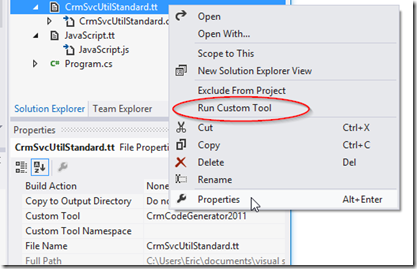 CrmSvcUtilStandard.tt
CrmSvcUtilStandard.c
JavaScript.tt
JavaScript.js
Program.cs
Solution Explorer
Team Explorer
Open
Open With...
Scope to This
New Solution Explorer View
Exclude From Project
Run Custom Tool
Cut Ctrl+X
Copy Ctrl+C
Delete Del
Rename
Properties Alt+Enter
Properties
CrmSvcUtilStandard.tt File Properti
Build Action None
Copy to Output Directory Do no
Custom Tool CrmCodeGenerator2011
Custom Tool Namespace
File Name CrmSvcUtilStandard.tt
Full Path C:\Users\Eric\documents\visual s